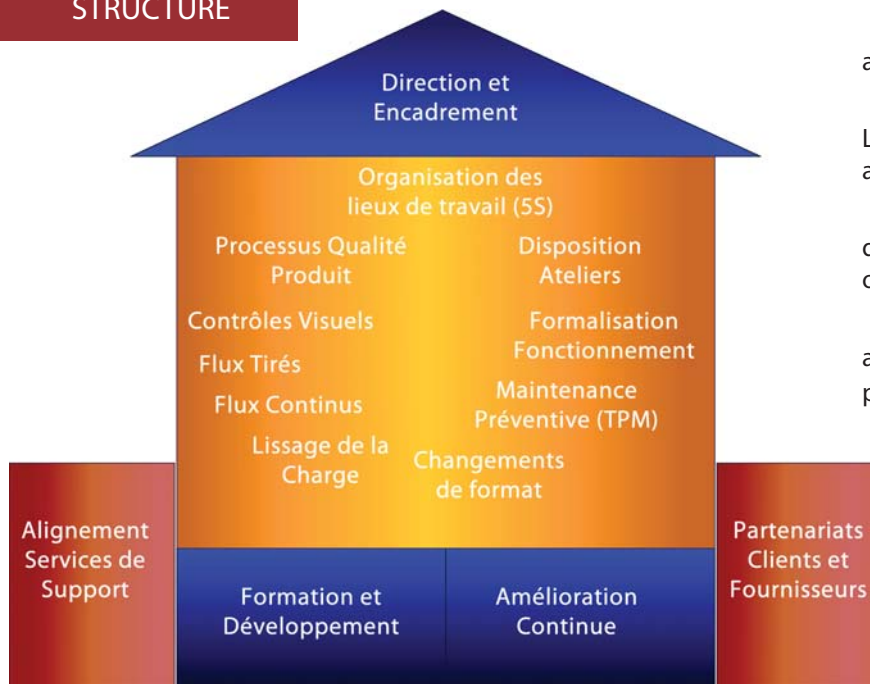 STRUCTURE
Direction et
Encadrement
Organisation des
lieux de travail (5S)
Processus Qualité
Produit
Disposition
Ateliers
Contrôles Visuels
Formalisation
Fonctionnement
Flux Tirés
Flux Continus
Maintenance
Préventive (TPM)
Lissage de la
Charge
Changements
de format
Alignement
Services de
Support
Formation et
Développement
Amélioration
Continue
Partenariats
Clients et
Fournisseurs